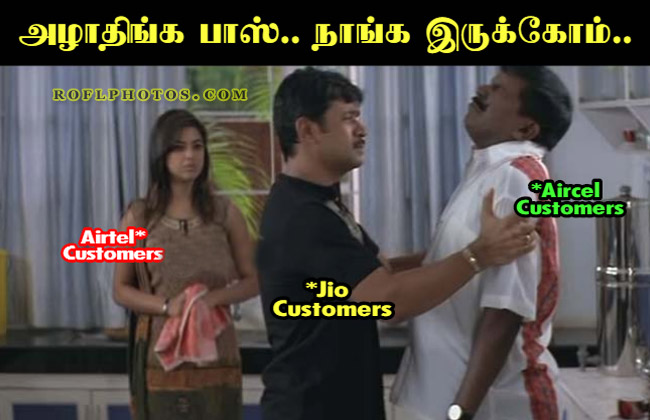 அழாதிங்க பாஸ்.. நாங்க இருக்கோம்..
ROFLPHOTOS.COM
Airtel*
Customers
*Jio
Customers
*Aircel
Customers